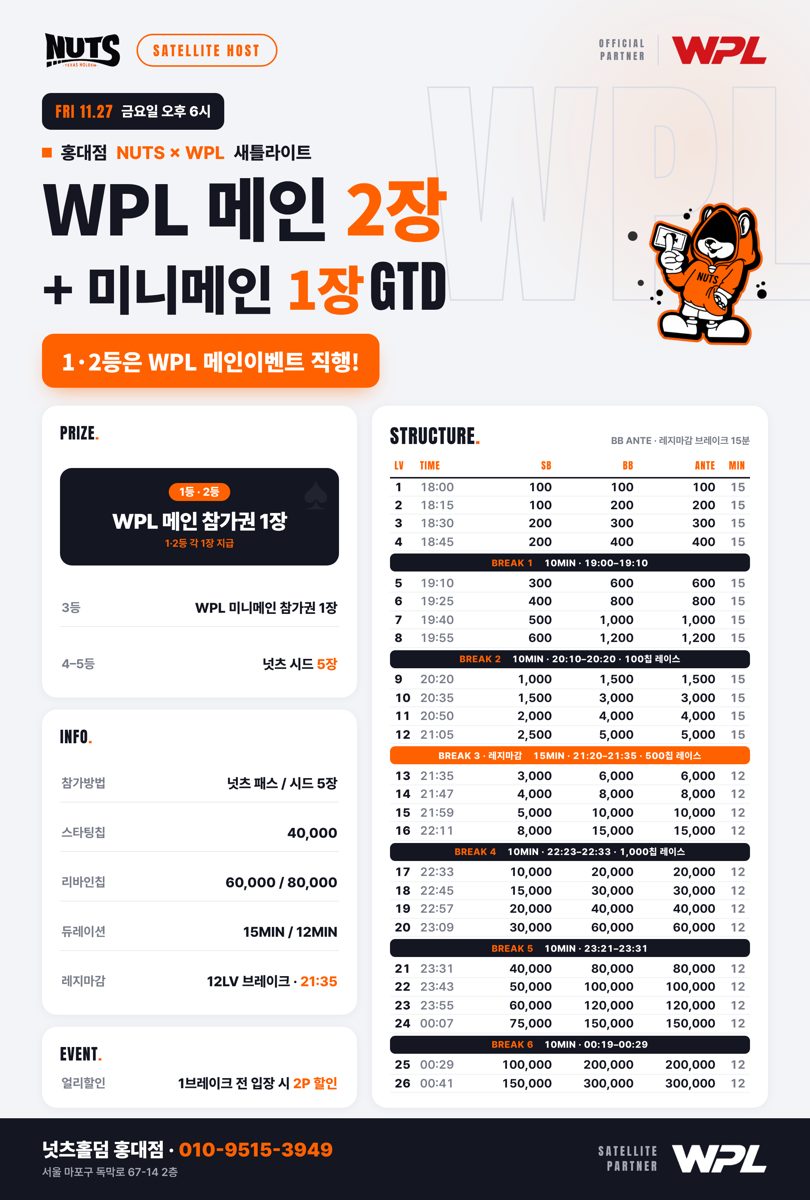 NUTS
TEXAS HOLDEM
SATELLITE HOST
OFFICIAL
PARTNER
WPL
FRI 11.27 금요일 오후 6시
WPL
홍대점 NUTS × WPL 새틀라이트
WPL 메인 2장
+ 미니메인 1장 GTD
NUTS
1·2등은 WPL 메인이벤트 직행!
PRIZE.
1등 · 2등
WPL 메인 참가권 1장
1·2등 각 1장 지급
3등 WPL 미니메인 참가권 1장
4–5등 넛츠 시드 5장
INFO.
참가방법 넛츠 패스 / 시드 5장
스타팅칩 40,000
리바인칩 60,000 / 80,000
듀레이션 15MIN / 12MIN
레지마감 12LV 브레이크 · 21:35
EVENT.
얼리할인 1브레이크 전 입장 시 2P 할인
STRUCTURE.
BB ANTE · 레지마감 브레이크 15분
LV TIME SB BB ANTE MIN
1 18:00 100 100 100 15
2 18:15 100 200 200 15
3 18:30 200 300 300 15
4 18:45 200 400 400 15
BREAK 1 10MIN · 19:00–19:10
5 19:10 300 600 600 15
6 19:25 400 800 800 15
7 19:40 500 1,000 1,000 15
8 19:55 600 1,200 1,200 15
BREAK 2 10MIN · 20:10–20:20 · 100칩 레이스
9 20:20 1,000 1,500 1,500 15
10 20:35 1,500 3,000 3,000 15
11 20:50 2,000 4,000 4,000 15
12 21:05 2,500 5,000 5,000 15
BREAK 3 · 레지마감 15MIN · 21:20–21:35 · 500칩 레이스
13 21:35 3,000 6,000 6,000 12
14 21:47 4,000 8,000 8,000 12
15 21:59 5,000 10,000 10,000 12
16 22:11 8,000 15,000 15,000 12
BREAK 4 10MIN · 22:23–22:33 · 1,000칩 레이스
17 22:33 10,000 20,000 20,000 12
18 22:45 15,000 30,000 30,000 12
19 22:57 20,000 40,000 40,000 12
20 23:09 30,000 60,000 60,000 12
BREAK 5 10MIN · 23:21–23:31
21 23:31 40,000 80,000 80,000 12
22 23:43 50,000 100,000 100,000 12
23 23:55 60,000 120,000 120,000 12
24 00:07 75,000 150,000 150,000 12
BREAK 6 10MIN · 00:19–00:29
25 00:29 100,000 200,000 200,000 12
26 00:41 150,000 300,000 300,000 12
넛츠홀덤 홍대점 · 010-9515-3949
서울 마포구 독막로 67-14 2층
SATELLITE
PARTNER
WPL